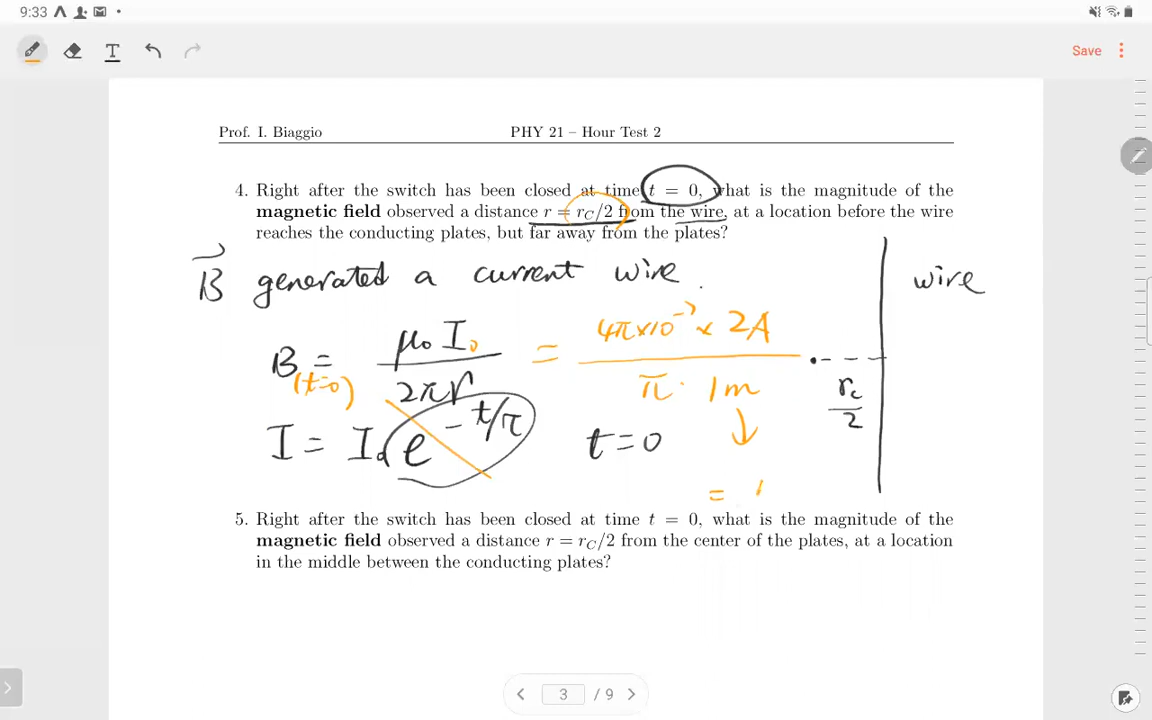 9:33
Save
Prof. I. Biaggio PHY 21 – Hour Test 2
4. Right after the switch has been closed at time t = 0, what is the magnitude of the
magnetic field observed a distance r = r_C/2 from the wire, at a location before the wire
reaches the conducting plates, but far away from the plates?
B⃗ generated a current wire.
wire
B (t=0) = μ₀ I₀ / 2πr = 4π×10⁻⁷ × 2A / π · 1m
r_c / 2
I = I₀ e^(-t/τ) t=0
=
5. Right after the switch has been closed at time t = 0, what is the magnitude of the
magnetic field observed a distance r = r_C/2 from the center of the plates, at a location
in the middle between the conducting plates?
3 / 9